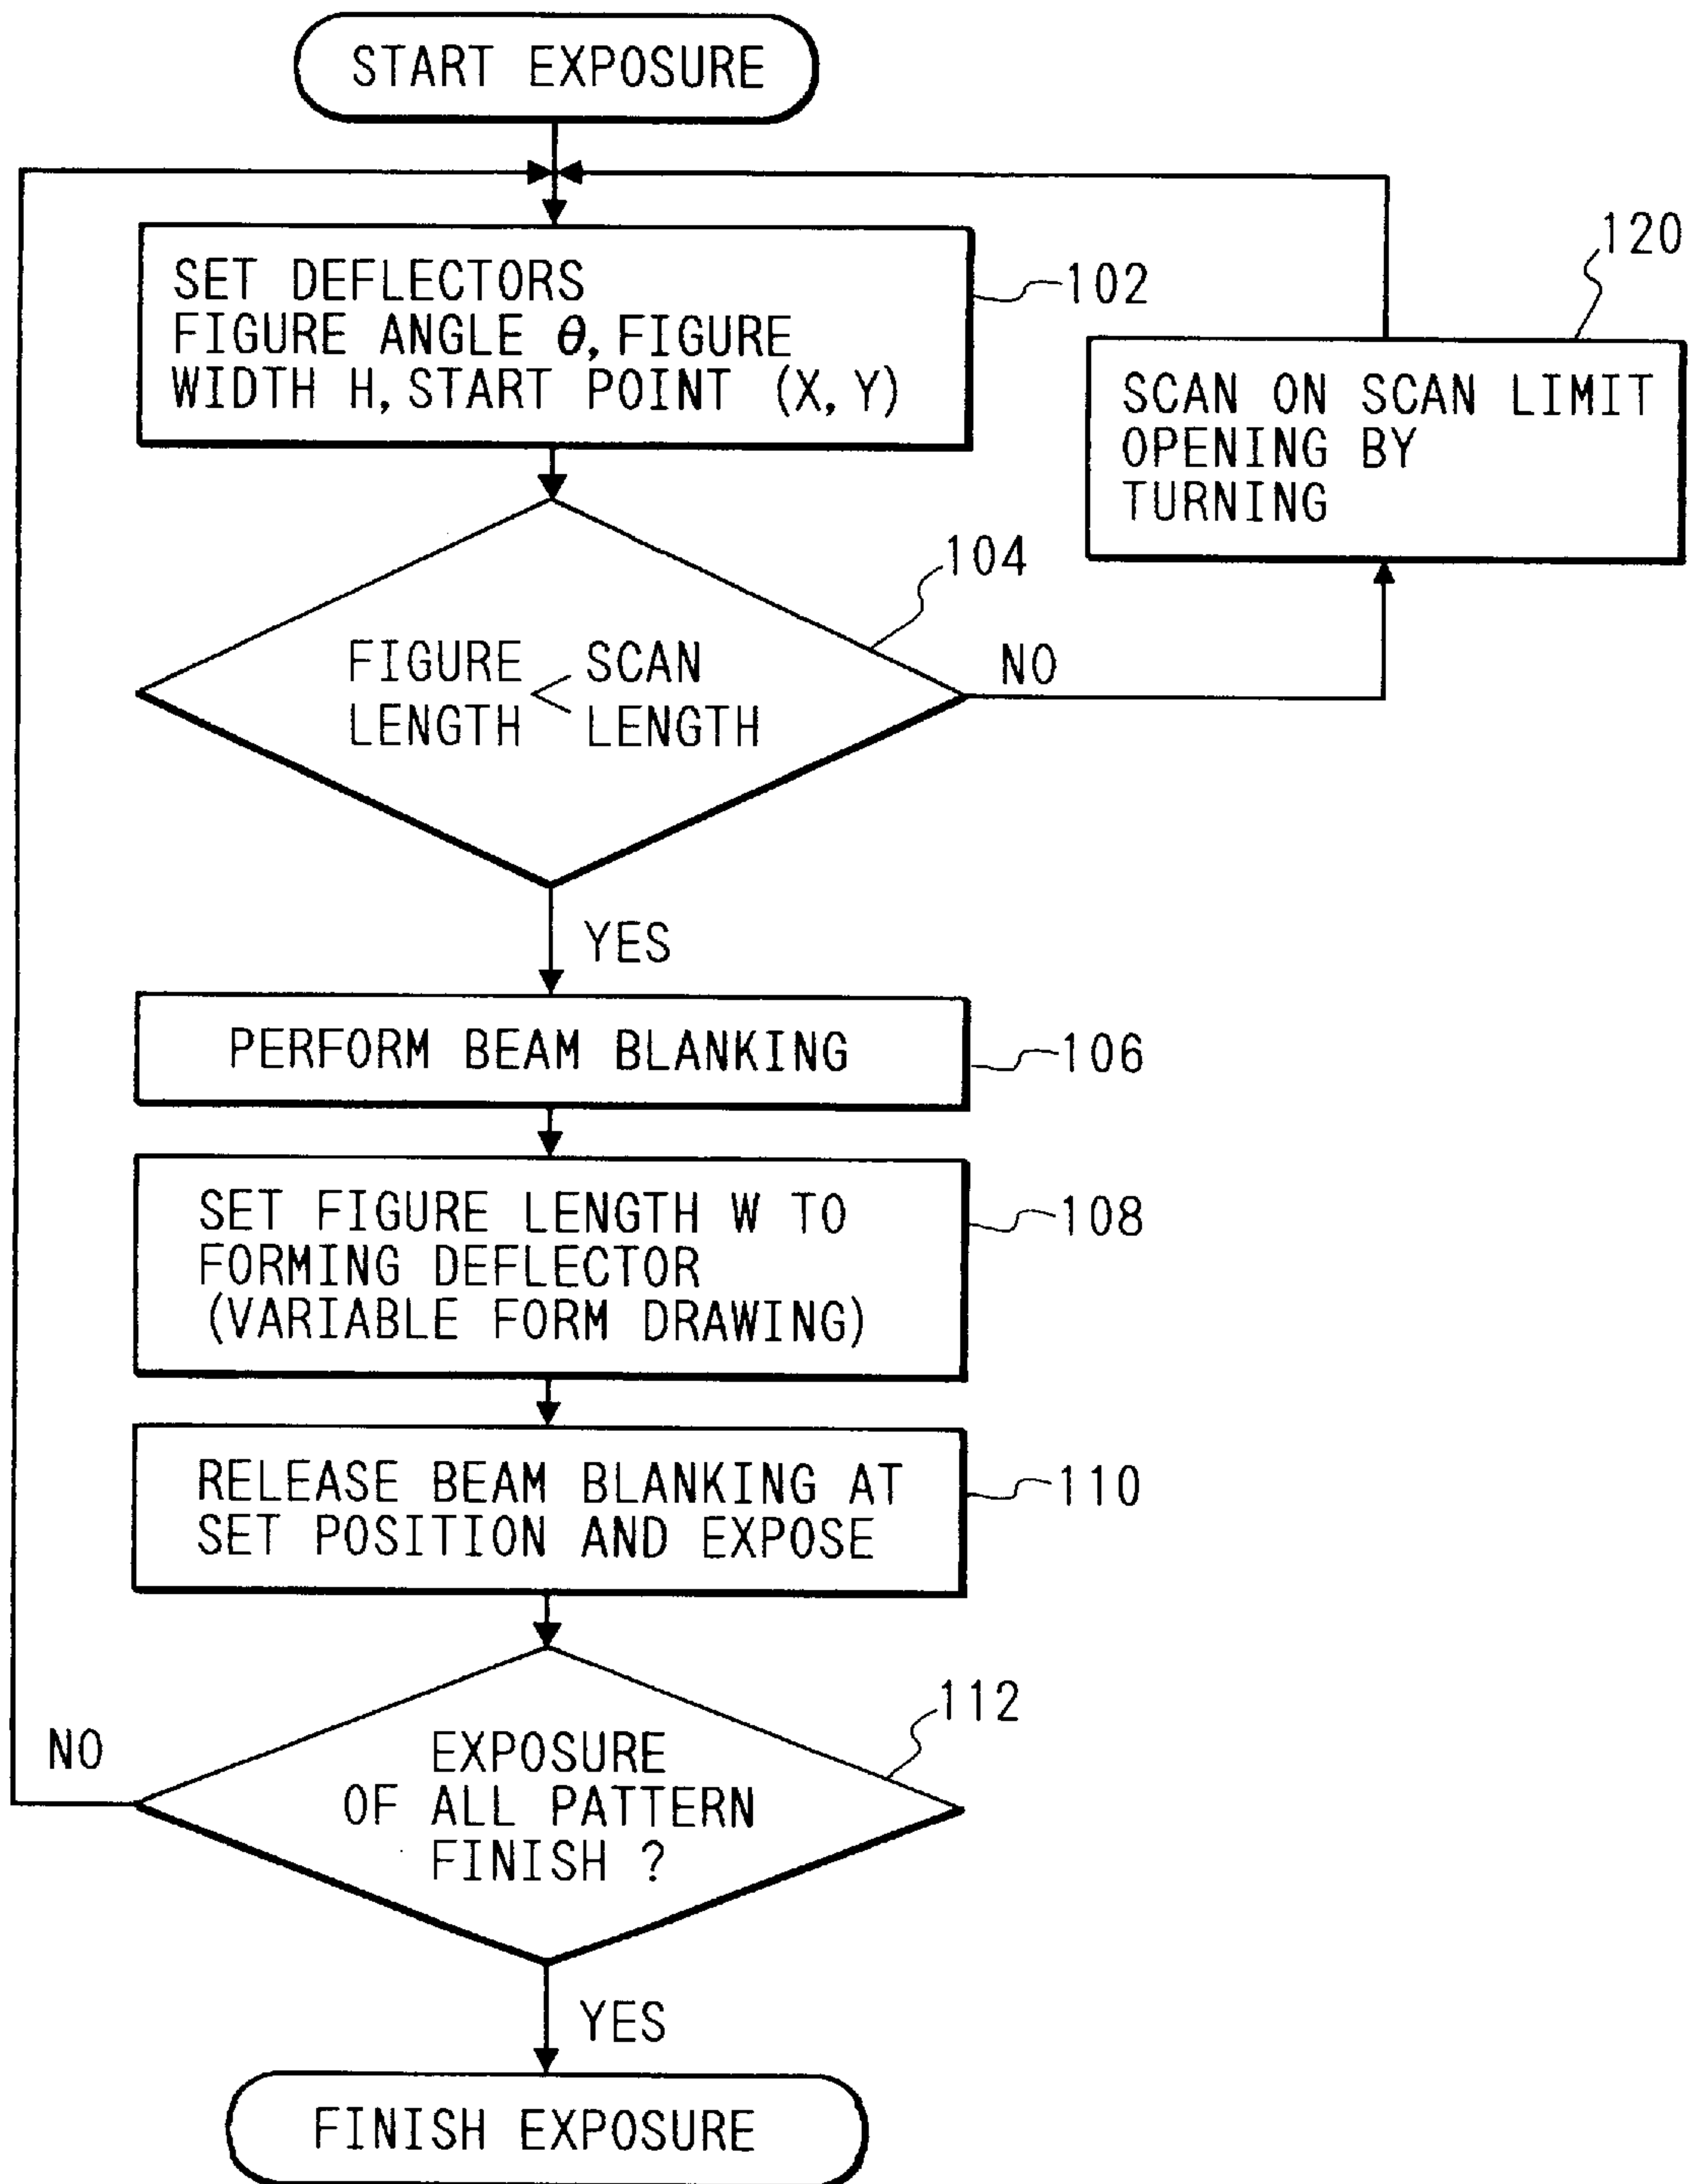 START EXPOSURE
SET DEFLECTORS
FIGURE ANGLE θ, FIGURE
WIDTH H, START POINT (X, Y)
102
120
SCAN ON SCAN LIMIT
OPENING BY
TURNING
104
FIGURE < SCAN
LENGTH LENGTH
NO
YES
PERFORM BEAM BLANKING
106
SET FIGURE LENGTH W TO
FORMING DEFLECTOR
(VARIABLE FORM DRAWING)
108
RELEASE BEAM BLANKING AT
SET POSITION AND EXPOSE
110
112
NO
EXPOSURE
OF ALL PATTERN
FINISH ?
YES
FINISH EXPOSURE